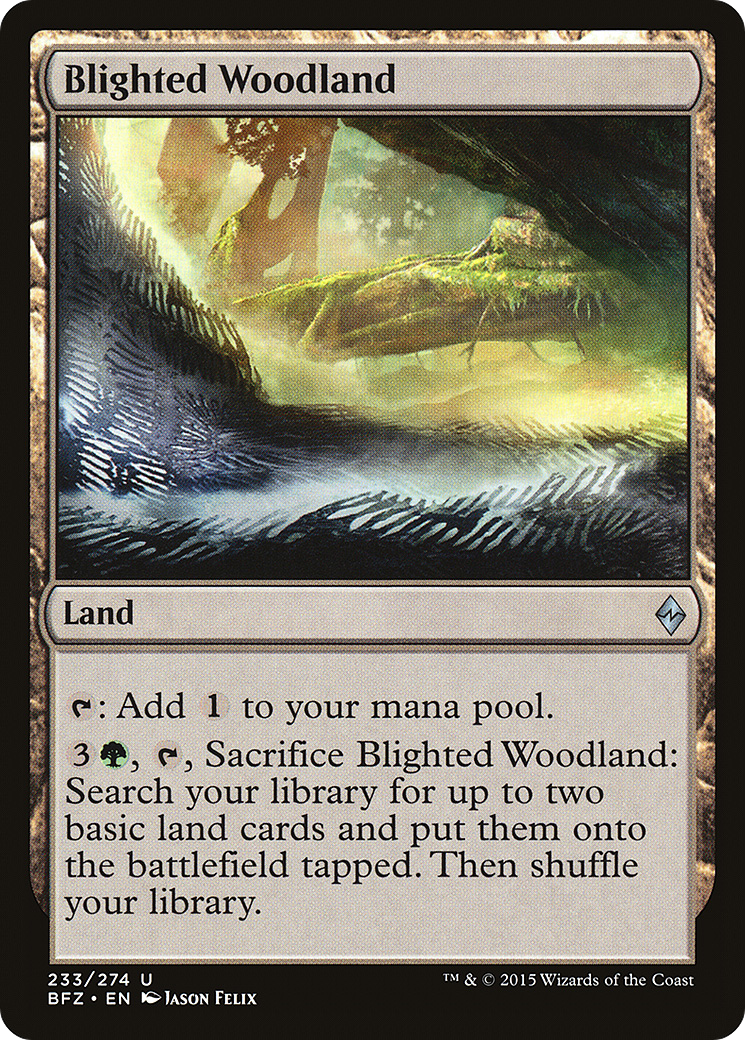 Blighted Woodland
Land
: Add 1 to your mana pool.
3, , Sacrifice Blighted Woodland:
Search your library for up to two
basic land cards and put them onto
the battlefield tapped. Then shuffle
your library.
233/274 U
BFZ • EN JASON FELIX
™ & © 2015 Wizards of the Coast